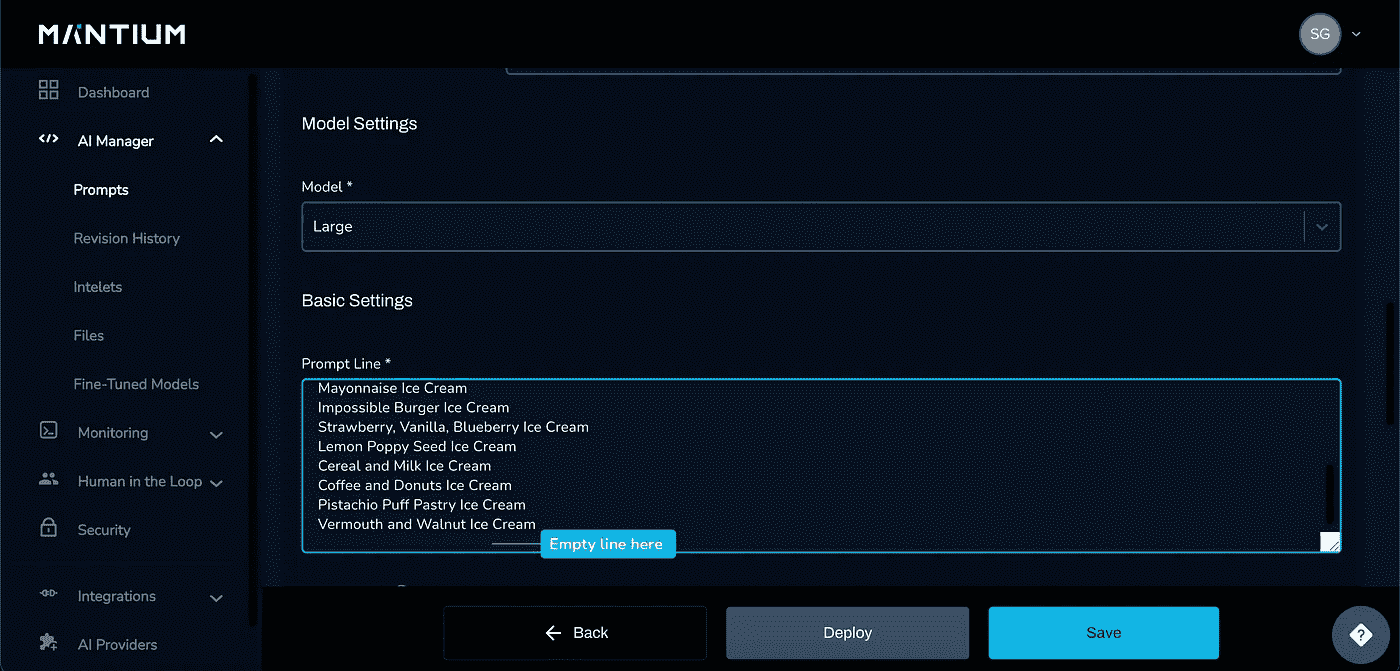 MANTIUM
SG
Dashboard
AI Manager
Prompts
Revision History
Intelets
Files
Fine-Tuned Models
Monitoring
Human in the Loop
Security
Integrations
AI Providers
Model Settings
Model *
Large
Basic Settings
Prompt Line *
Mayonnaise Ice Cream
Impossible Burger Ice Cream
Strawberry, Vanilla, Blueberry Ice Cream
Lemon Poppy Seed Ice Cream
Cereal and Milk Ice Cream
Coffee and Donuts Ice Cream
Pistachio Puff Pastry Ice Cream
Vermouth and Walnut Ice Cream
Empty line here
Back
Deploy
Save
?